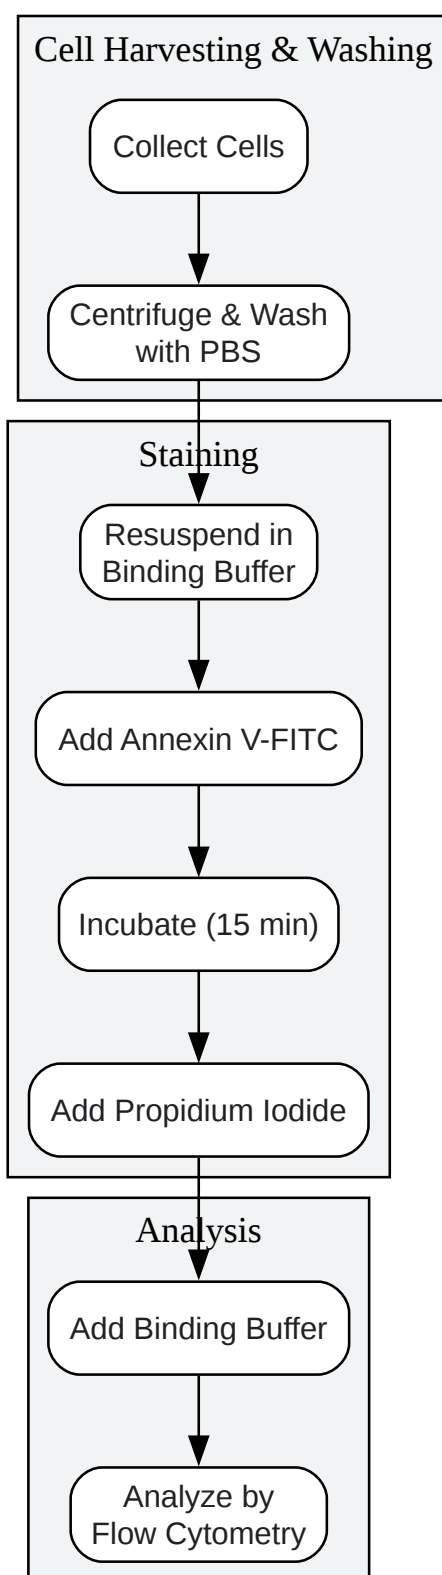 Cell Harvesting & Washing
Collect Cells
Centrifuge & Wash
with PBS
Staining
Resuspend in
Binding Buffer
Add Annexin V-FITC
Incubate (15 min)
Add Propidium Iodide
Analysis
Add Binding Buffer
Analyze by
Flow Cytometry